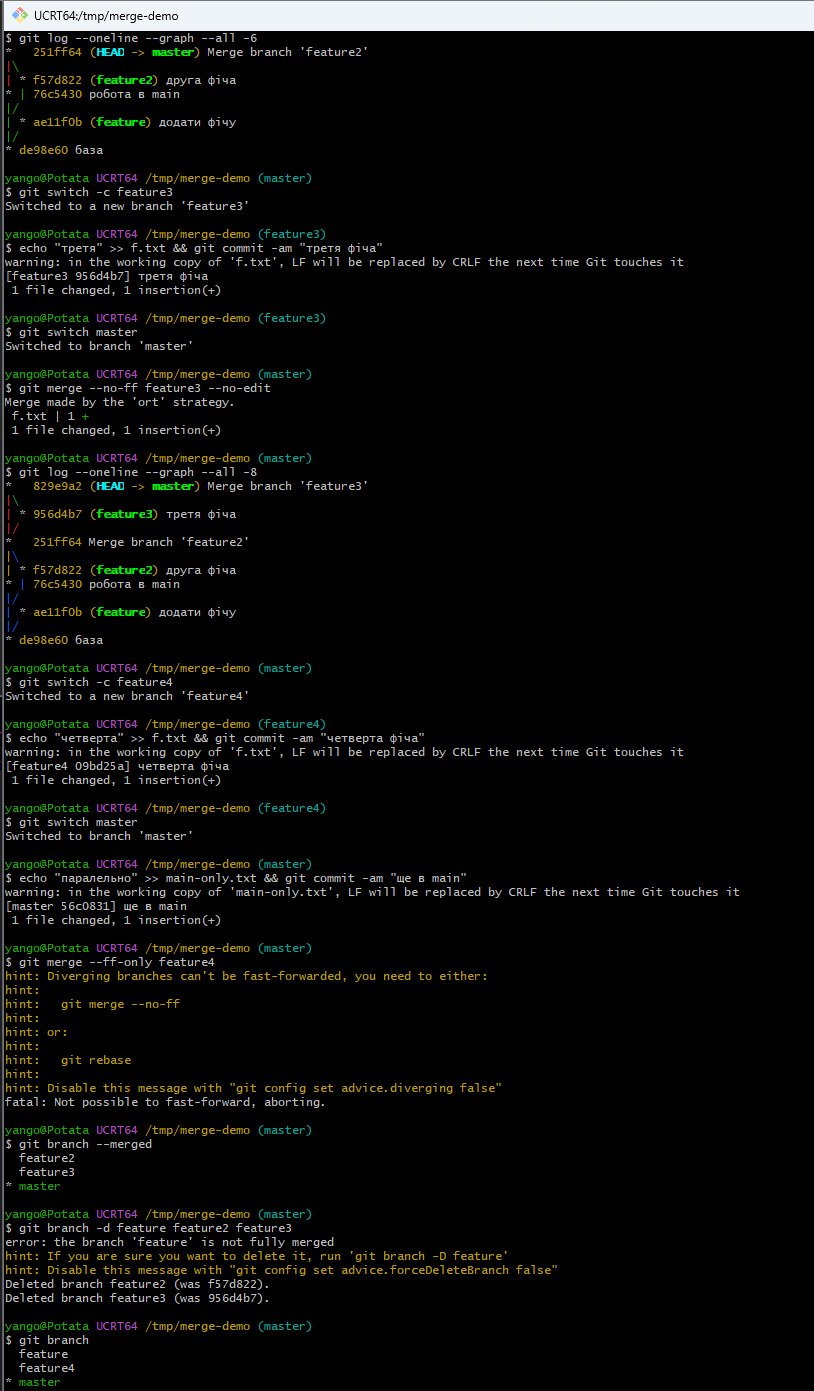 UCRT64:/tmp/merge-demo
$ git log --oneline --graph --all -6
*   251ff64 (HEAD -> master) Merge branch 'feature2'
|\
| * f57d822 (feature2) друга фіча
* | 76c5430 робота в main
|/
| * ae11f0b (feature) додати фічу
|/
* de98e60 база
yango@Potata UCRT64 /tmp/merge-demo (master)
$ git switch -c feature3
Switched to a new branch 'feature3'
yango@Potata UCRT64 /tmp/merge-demo (feature3)
$ echo "третя" >> f.txt && git commit -am "третя фіча"
warning: in the working copy of 'f.txt', LF will be replaced by CRLF the next time Git touches it
[feature3 956d4b7] третя фіча
 1 file changed, 1 insertion(+)
yango@Potata UCRT64 /tmp/merge-demo (feature3)
$ git switch master
Switched to branch 'master'
yango@Potata UCRT64 /tmp/merge-demo (master)
$ git merge --no-ff feature3 --no-edit
Merge made by the 'ort' strategy.
 f.txt | 1 +
 1 file changed, 1 insertion(+)
yango@Potata UCRT64 /tmp/merge-demo (master)
$ git log --oneline --graph --all -8
*   829e9a2 (HEAD -> master) Merge branch 'feature3'
|\
| * 956d4b7 (feature3) третя фіча
|/
*   251ff64 Merge branch 'feature2'
|\
| * f57d822 (feature2) друга фіча
* | 76c5430 робота в main
|/
| * ae11f0b (feature) додати фічу
|/
* de98e60 база
yango@Potata UCRT64 /tmp/merge-demo (master)
$ git switch -c feature4
Switched to a new branch 'feature4'
yango@Potata UCRT64 /tmp/merge-demo (feature4)
$ echo "четверта" >> f.txt && git commit -am "четверта фіча"
warning: in the working copy of 'f.txt', LF will be replaced by CRLF the next time Git touches it
[feature4 09bd25a] четверта фіча
 1 file changed, 1 insertion(+)
yango@Potata UCRT64 /tmp/merge-demo (feature4)
$ git switch master
Switched to branch 'master'
yango@Potata UCRT64 /tmp/merge-demo (master)
$ echo "паралельно" >> main-only.txt && git commit -am "ще в main"
warning: in the working copy of 'main-only.txt', LF will be replaced by CRLF the next time Git touches it
[master 56c0831] ще в main
 1 file changed, 1 insertion(+)
yango@Potata UCRT64 /tmp/merge-demo (master)
$ git merge --ff-only feature4
hint: Diverging branches can't be fast-forwarded, you need to either:
hint:
hint:   git merge --no-ff
hint:
hint: or:
hint:
hint:   git rebase
hint:
hint: Disable this message with "git config set advice.diverging false"
fatal: Not possible to fast-forward, aborting.
yango@Potata UCRT64 /tmp/merge-demo (master)
$ git branch --merged
  feature2
  feature3
* master
yango@Potata UCRT64 /tmp/merge-demo (master)
$ git branch -d feature feature2 feature3
error: the branch 'feature' is not fully merged
hint: If you are sure you want to delete it, run 'git branch -D feature'
hint: Disable this message with "git config set advice.forceDeleteBranch false"
Deleted branch feature2 (was f57d822).
Deleted branch feature3 (was 956d4b7).
yango@Potata UCRT64 /tmp/merge-demo (master)
$ git branch
  feature
  feature4
* master